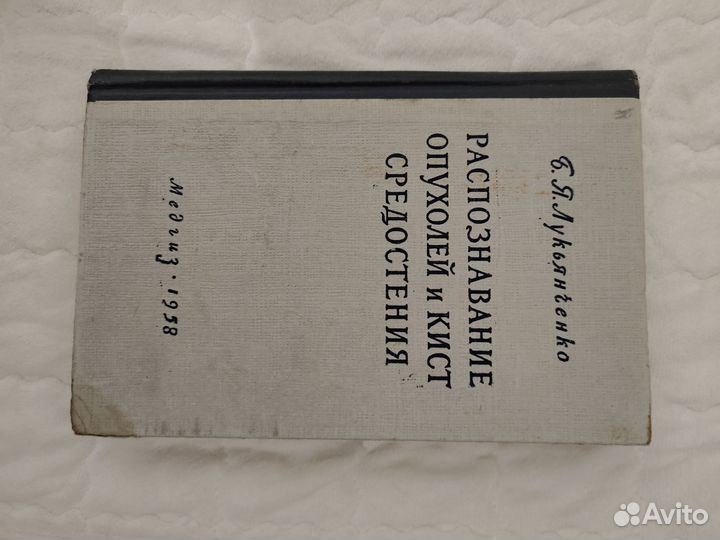 Б. Я. Лукьянченко
РАСПОЗНАВАНИЕ
ОПУХОЛЕЙ и КИСТ
СРЕДОСТЕНИЯ
Медгиз · 1958
Avito